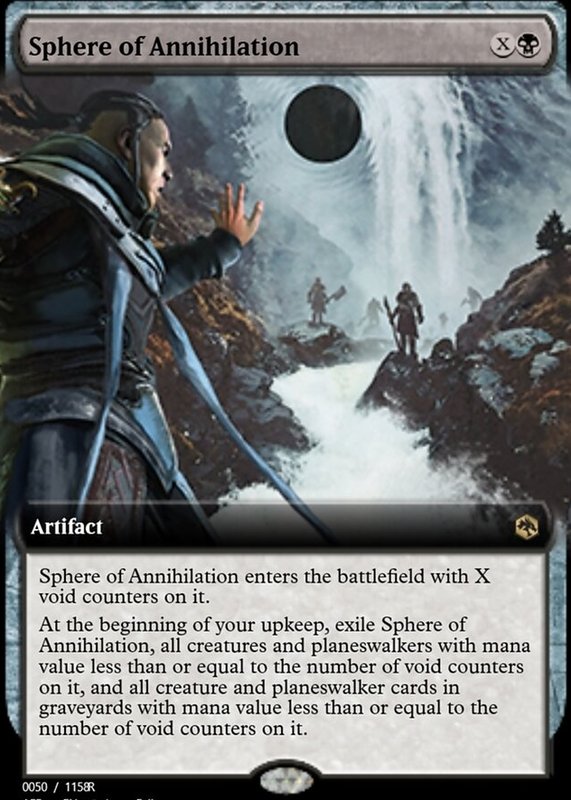 Sphere of Annihilation
X
Artifact
Sphere of Annihilation enters the battlefield with X
void counters on it.
At the beginning of your upkeep, exile Sphere of
Annihilation, all creatures and planeswalkers with mana
value less than or equal to the number of void counters
on it, and all creature and planeswalker cards in
graveyards with mana value less than or equal to the
number of void counters on it.
0050 / 1158R